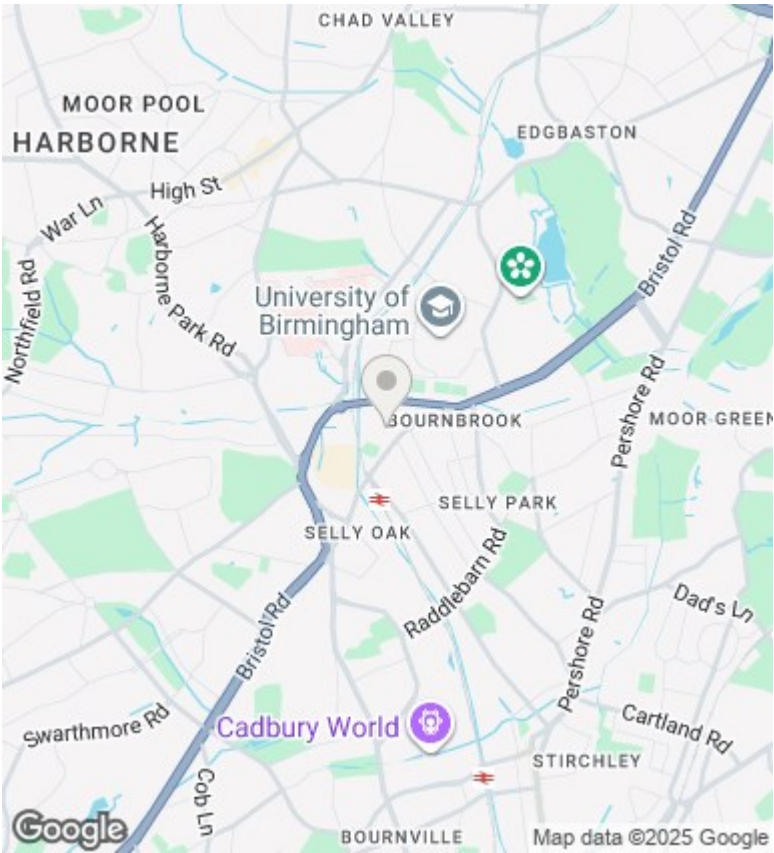 CHAD VALLEY
MOOR POOL
HARBORNE
EDGBASTON
High St
War Ln
Harborne Park Rd
Northfield Rd
Bristol Rd
University of
Birmingham
Pershore Rd
BOURNBROOK
MOOR GREEN
SELLY PARK
SELLY OAK
Raddlebarn Rd
Dad's Ln
Bristol Rd
Pershore Rd
Swarthmore Rd
Cadbury World
Cartland Rd
Cob Ln
STIRCHLEY
Google
BOURNVILLE
Map data ©2025 Google